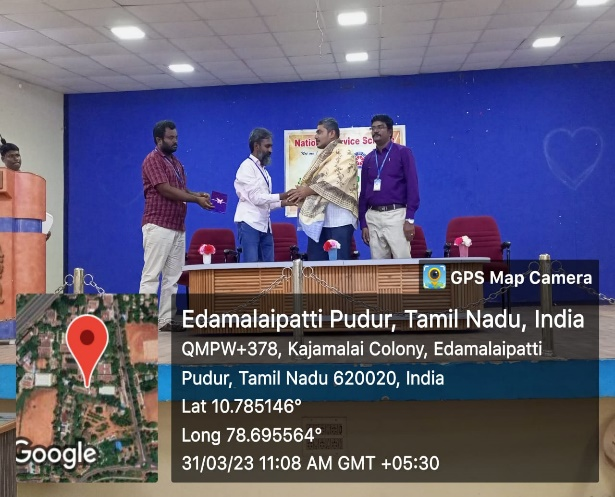 National Service Scheme
GPS Map Camera
Edamalaipatti Pudur, Tamil Nadu, India
QMPW+378, Kajamalai Colony, Edamalaipatti
Pudur, Tamil Nadu 620020, India
Lat 10.785146°
Long 78.695564°
31/03/23 11:08 AM GMT +05:30
Google